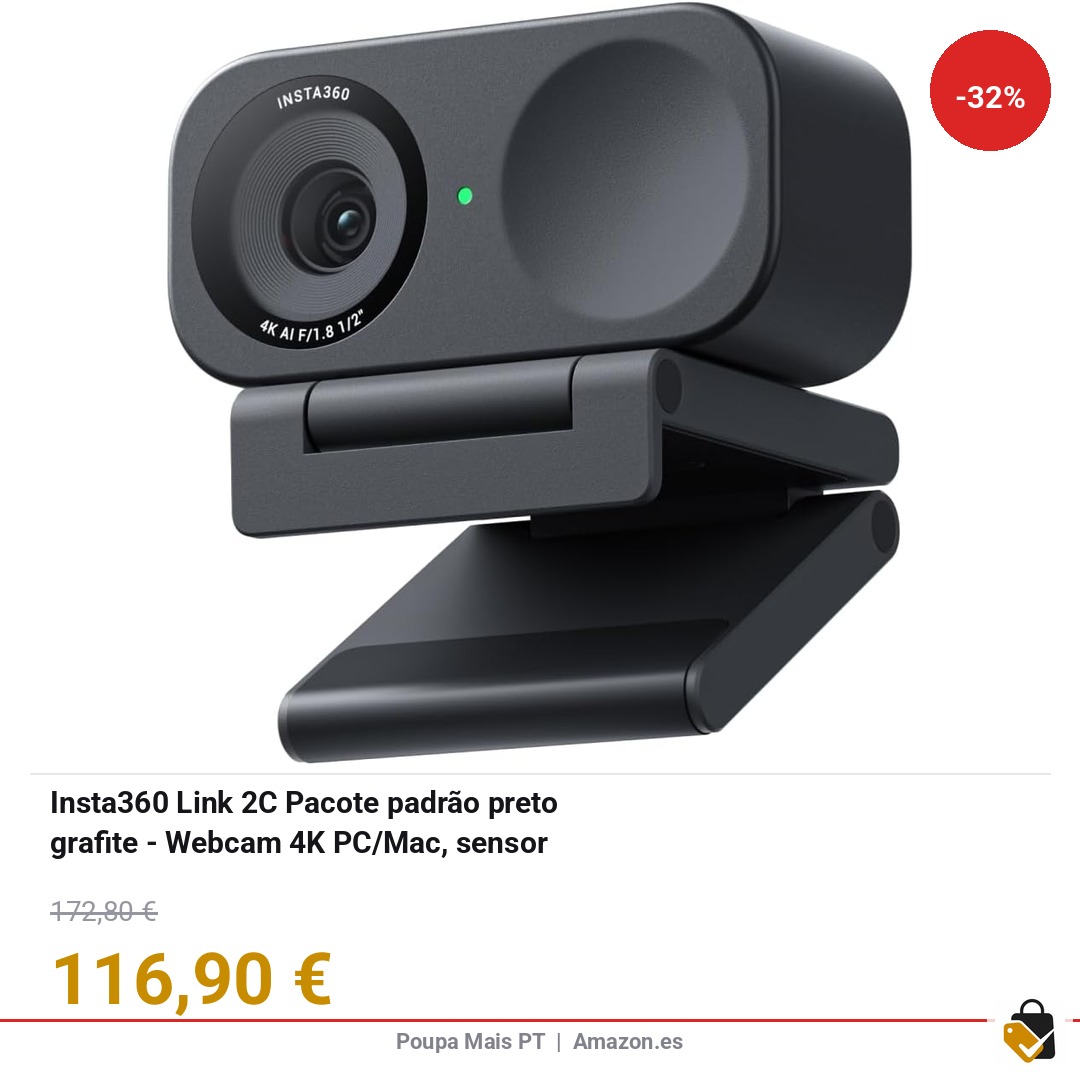 INSTA360
4K AI F/1.8 1/2"
-32%
Insta360 Link 2C Pacote padrão preto
grafite - Webcam 4K PC/Mac, sensor
172,80 €
116,90 €
Poupa Mais PT | Amazon.es